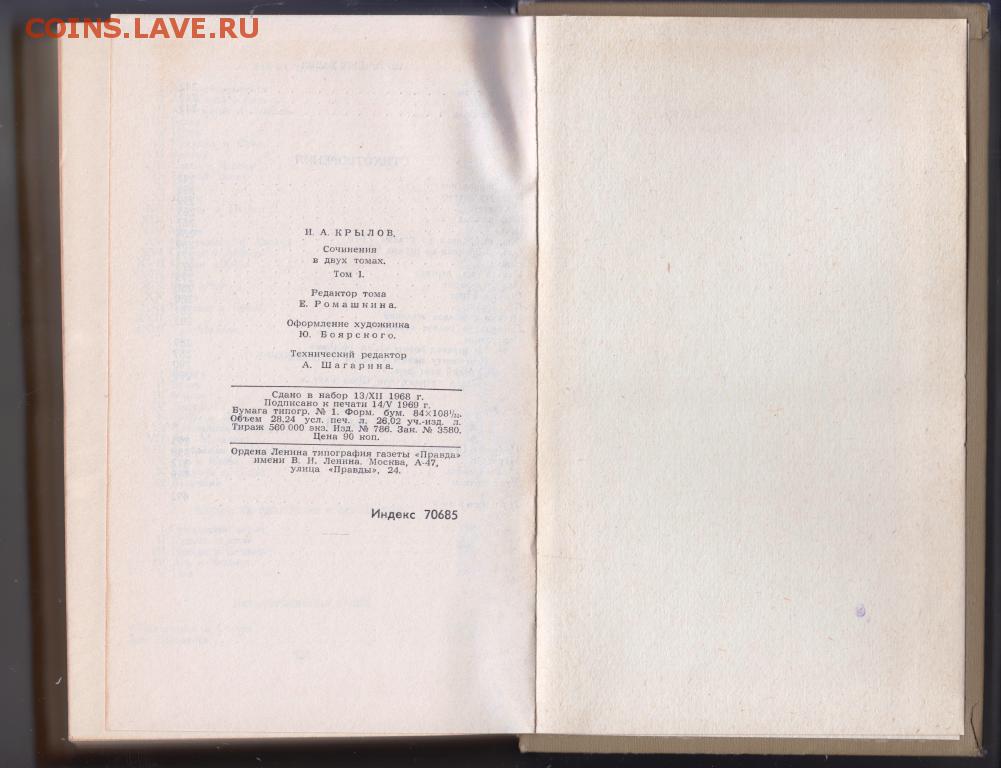 COINS.LAVE.RU
СТИХОТВОРЕНИЯ
И. А. КРЫЛОВ.
Сочинения
в двух томах.
Том I.
Редактор тома
Е. Ромашкина.
Оформление художника
Ю. Боярского.
Технический редактор
А. Шагарина.
Сдано в набор 13/XII 1968 г.
Подписано к печати 14/V 1969 г.
Бумага типогр. № 1. Форм. бум. 84×108¹/₃₂.
Объем 28,24 усл. печ. л. 26,02 уч.-изд. л.
Тираж 560 000 экз. Изд. № 786. Зак. № 3580.
Цена 90 коп.
Ордена Ленина типография газеты «Правда»
имени В. И. Ленина. Москва, А-47,
улица «Правды», 24.
Индекс 70685